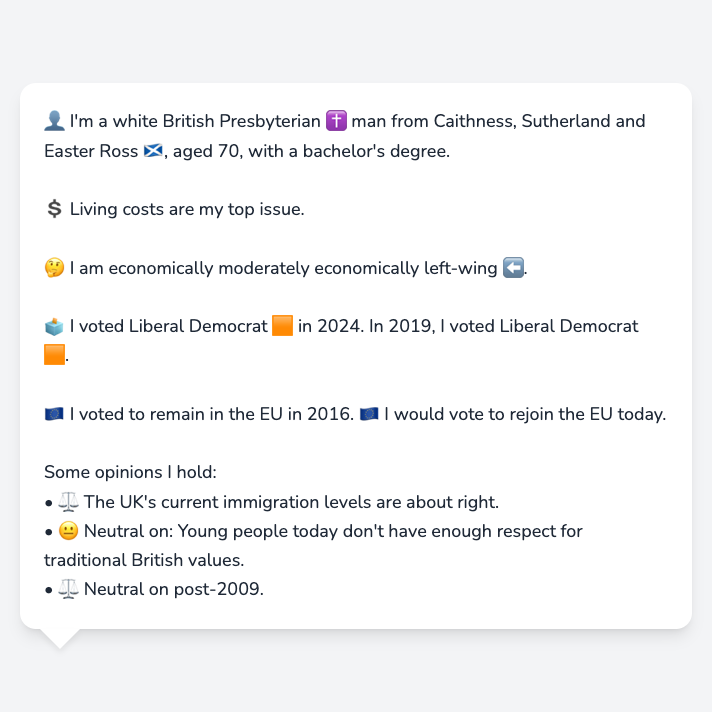 👤 I'm a white British Presbyterian ✝️ man from Caithness, Sutherland and
Easter Ross 🏴󠁧󠁢󠁳󠁣󠁴󠁿, aged 70, with a bachelor's degree.
💲 Living costs are my top issue.
🤔 I am economically moderately economically left-wing ⬅️.
🗳️ I voted Liberal Democrat 🟧 in 2024. In 2019, I voted Liberal Democrat
🟧.
🇪🇺 I voted to remain in the EU in 2016. 🇪🇺 I would vote to rejoin the EU today.
Some opinions I hold:
• ⚖️ The UK's current immigration levels are about right.
• 😐 Neutral on: Young people today don't have enough respect for
traditional British values.
• ⚖️ Neutral on post-2009.